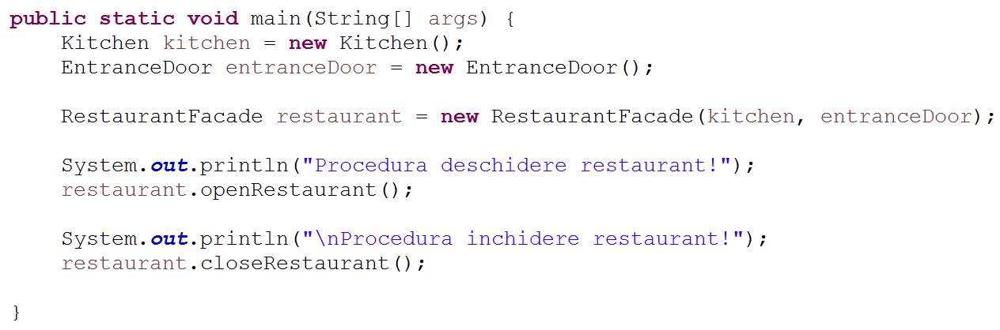 public static void main(String[] args) {
    Kitchen kitchen = new Kitchen();
    EntranceDoor entranceDoor = new EntranceDoor();
    RestaurantFacade restaurant = new RestaurantFacade(kitchen, entranceDoor);
    System.out.println("Procedura deschidere restaurant!");
    restaurant.openRestaurant();
    System.out.println("\nProcedura inchidere restaurant!");
    restaurant.closeRestaurant();
}